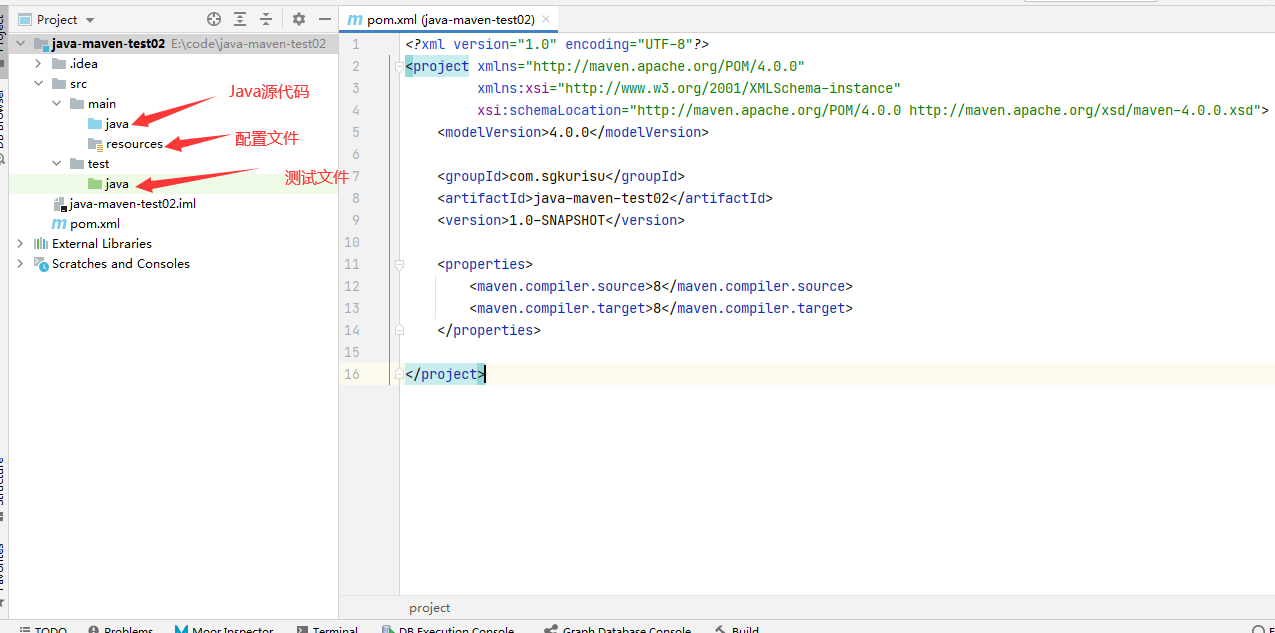 Project
pom.xml (java-maven-test02)
java-maven-test02 E:\code\java-maven-test02
.idea
src
main
java
resources
test
java
java-maven-test02.iml
pom.xml
External Libraries
Scratches and Consoles
Java源代码
配置文件
测试文件
1 <?xml version="1.0" encoding="UTF-8"?>
2 <project xmlns="http://maven.apache.org/POM/4.0.0"
3 xmlns:xsi="http://www.w3.org/2001/XMLSchema-instance"
4 xsi:schemaLocation="http://maven.apache.org/POM/4.0.0 http://maven.apache.org/xsd/maven-4.0.0.xsd">
5 <modelVersion>4.0.0</modelVersion>
6
7 <groupId>com.sgkurisu</groupId>
8 <artifactId>java-maven-test02</artifactId>
9 <version>1.0-SNAPSHOT</version>
10
11 <properties>
12 <maven.compiler.source>8</maven.compiler.source>
13 <maven.compiler.target>8</maven.compiler.target>
14 </properties>
15
16 </project>
project
TODO Problems Moor Inspector Terminal DB Execution Console Graph Database Console Build